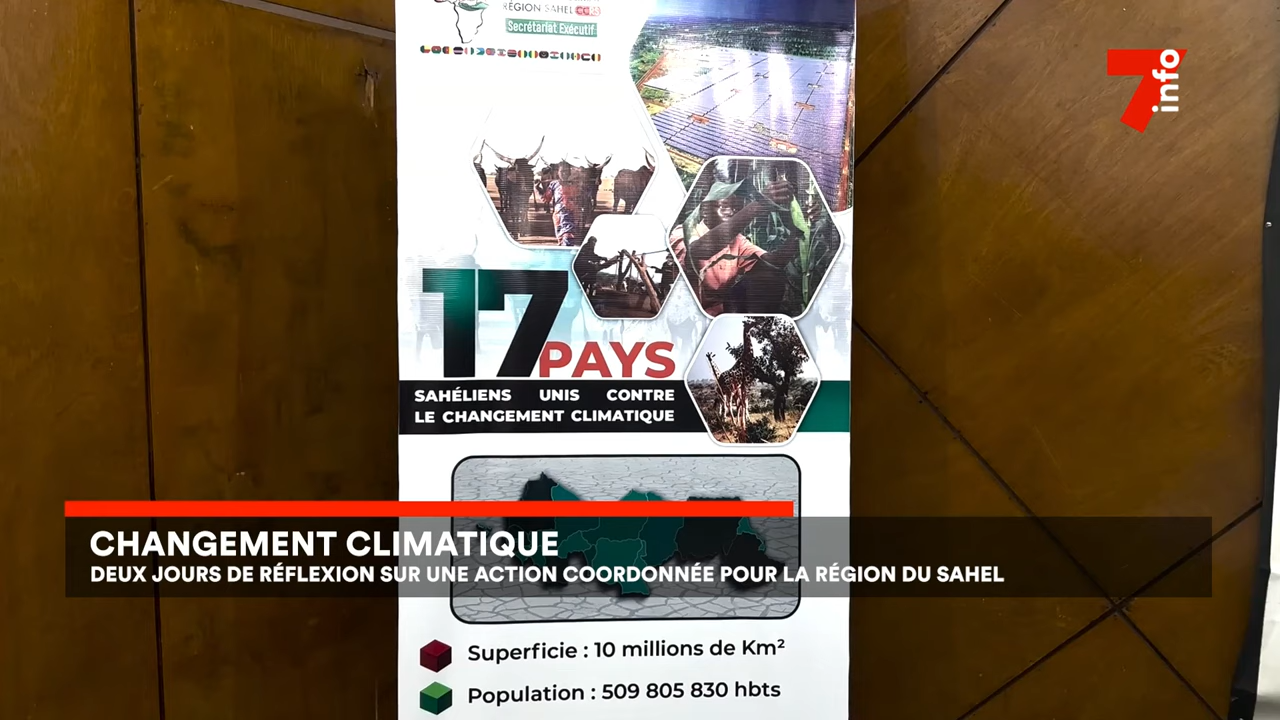 RÉGION SAHEL
Secrétariat Exécutif
7 info
17
PAYS
SAHÉLIENS UNIS CONTRE
LE CHANGEMENT CLIMATIQUE
CHANGEMENT CLIMATIQUE
DEUX JOURS DE RÉFLEXION SUR UNE ACTION COORDONNÉE POUR LA RÉGION DU SAHEL
Superficie : 10 millions de Km²
Population : 509 805 830 hbts